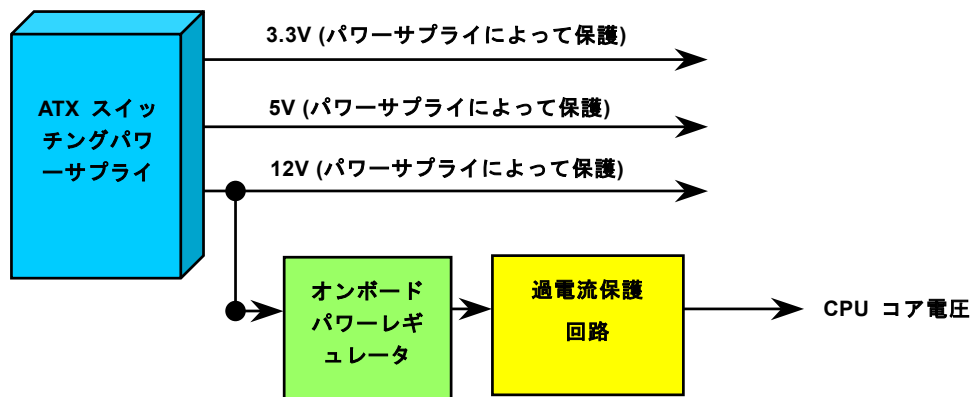 3.3V (パワーサプライによって保護)
ATX スイッ
チングパワ
ーサプライ
5V (パワーサプライによって保護)
12V (パワーサプライによって保護)
オンボード
パワーレギ
ュレータ
過電流保護
回路
CPU コア電圧